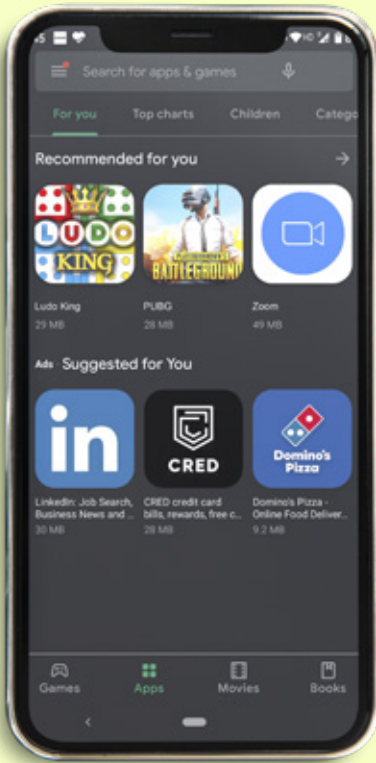 Search for apps & games
For you Top charts Children Catego
Recommended for you
LUDO
KING
BATTLEGROUND
Ludo King PUBG Zoom
29 MB 28 MB 49 MB
Ads Suggested for You
in
CRED
Domino's
Pizza
LinkedIn: Job Search, CRED credit card Domino's Pizza -
Business News and ... bills, rewards, free c... Online Food Deliver...
30 MB 28 MB 9.2 MB
Games Apps Movies Books